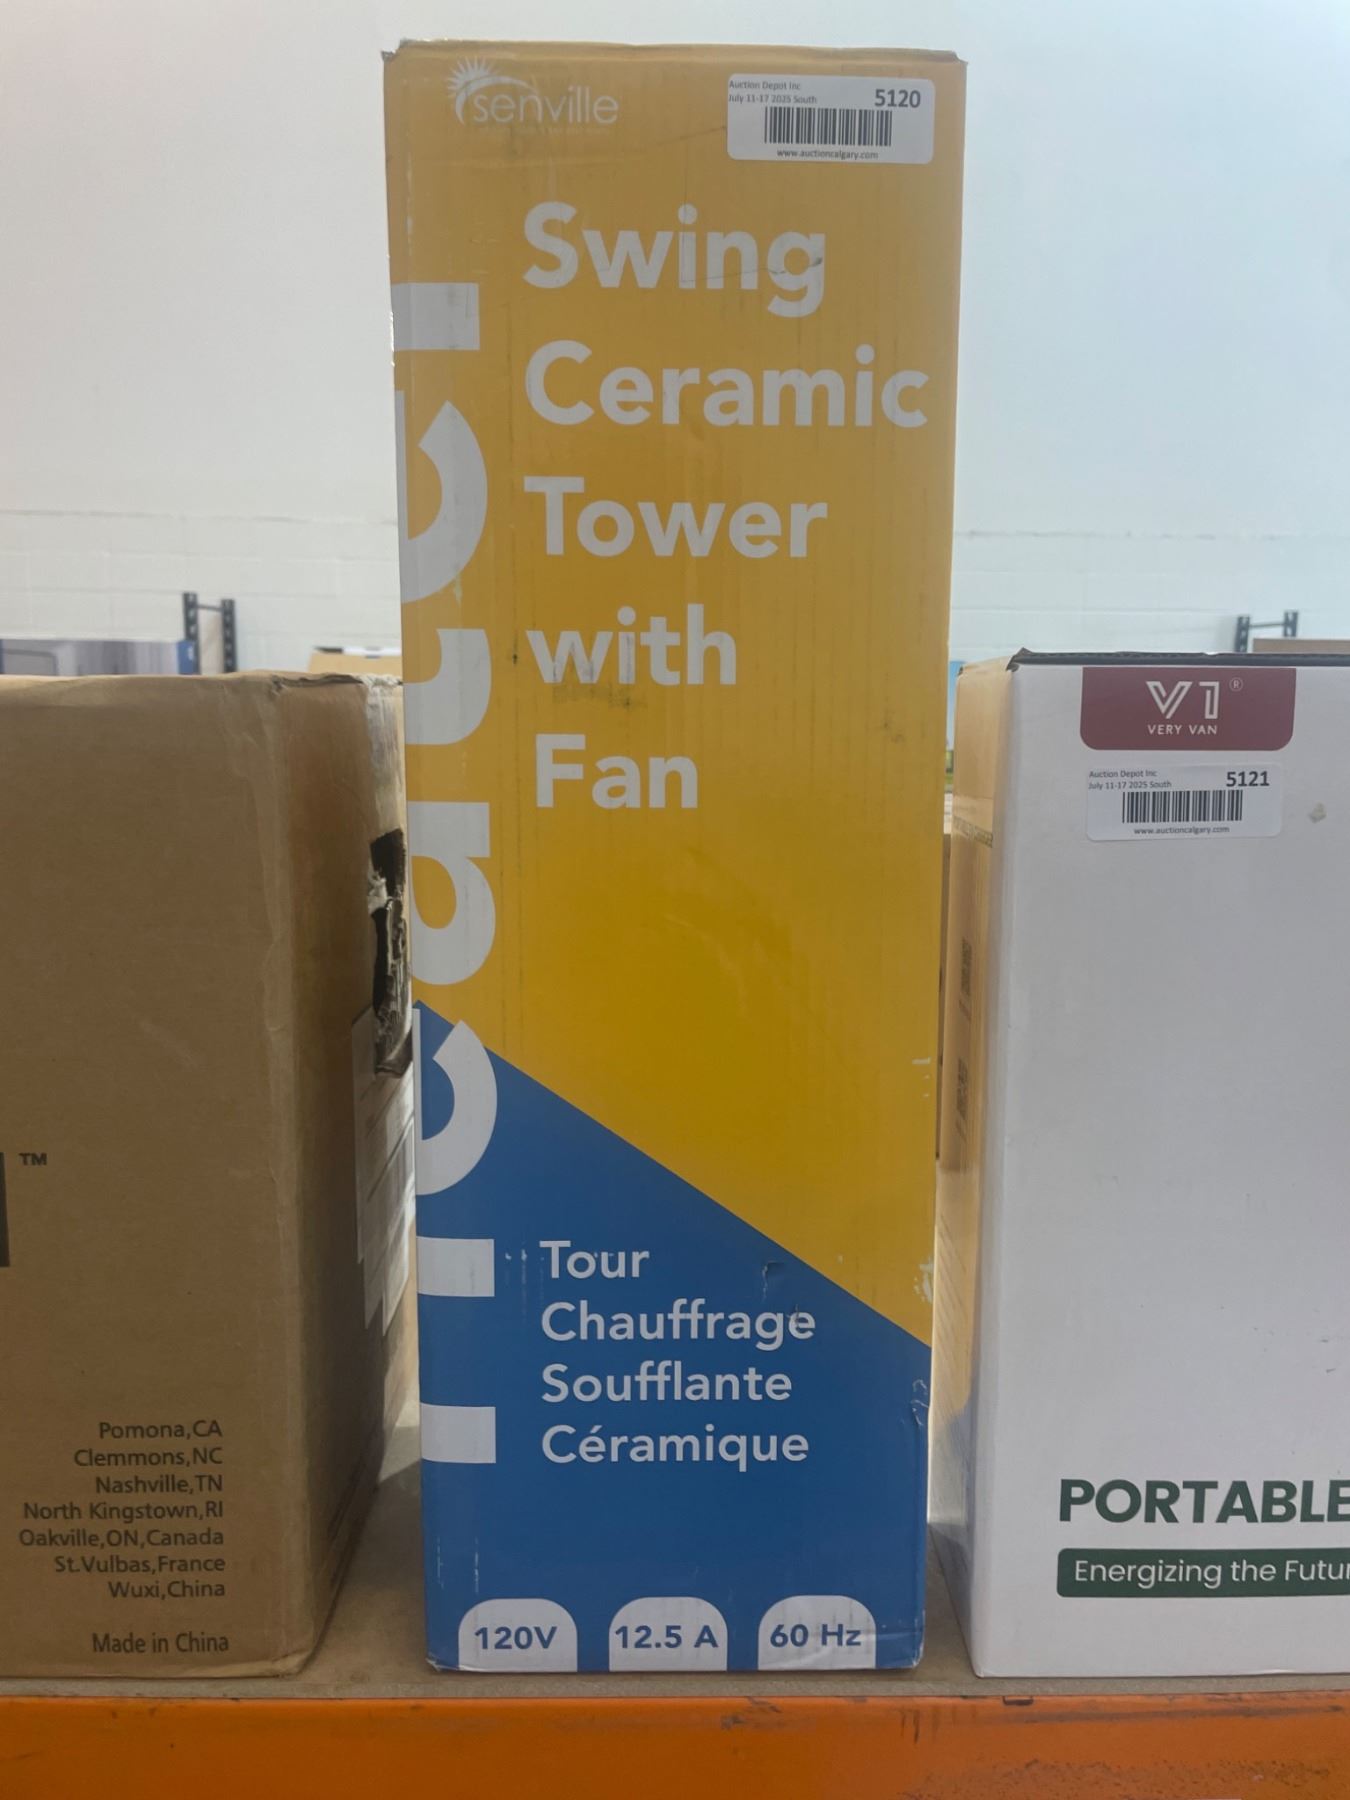 senville
Auction Depot Inc
July 11-17 2025 South
5120
www.auctioncalgary.com
Swing
Ceramic
Tower
with
Fan
Heater
Tour
Chauffrage
Soufflante
Céramique
120V
12.5 A
60 Hz
TM
Pomona,CA
Clemmons,NC
Nashville,TN
North Kingstown,RI
Oakville,ON,Canada
St.Vulbas,France
Wuxi,China
Made in China
V1®
VERY VAN
Auction Depot Inc
July 11-17 2025 South
5121
www.auctioncalgary.com
PORTABLE
Energizing the Futur